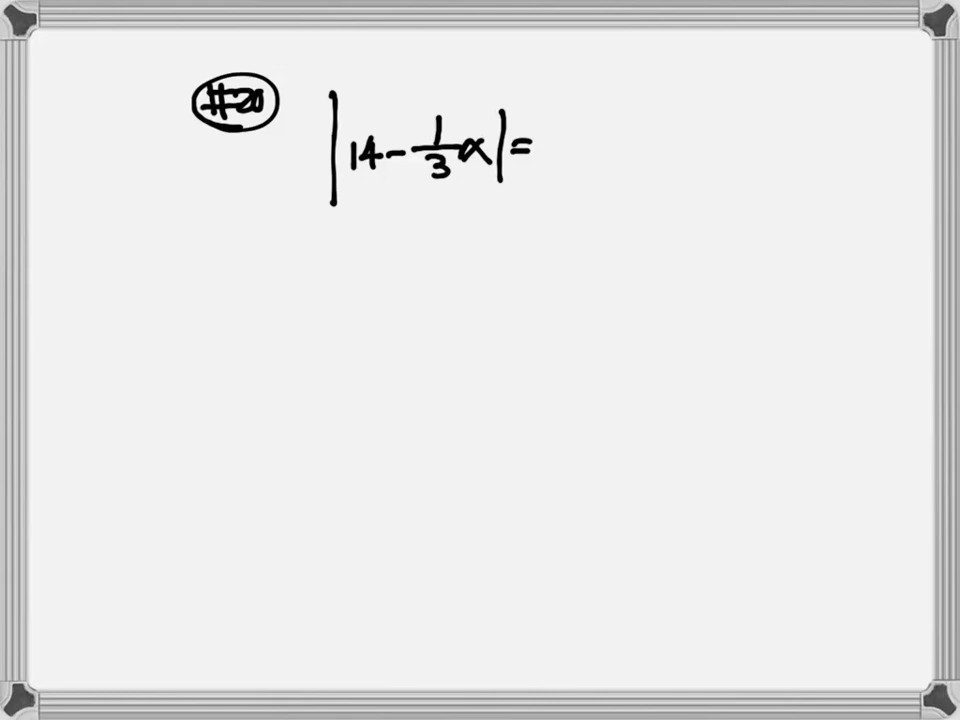 #20
|14 - 1/3 x| =